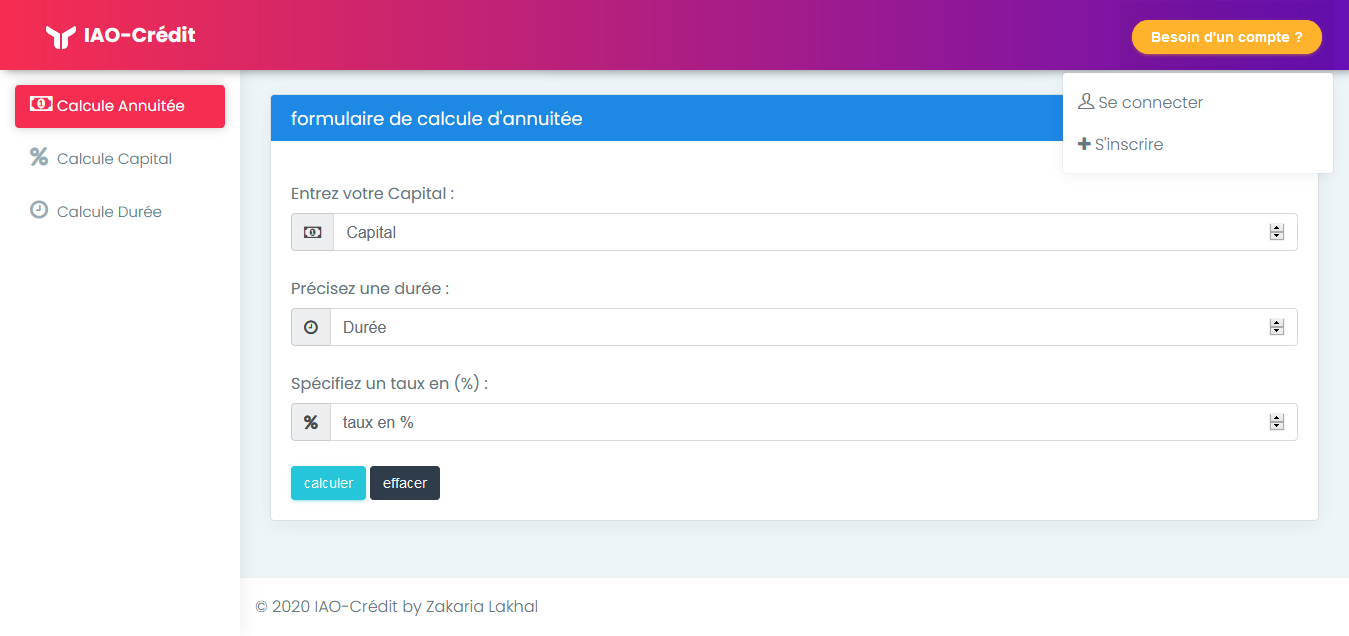 IAO-Crédit
Besoin d'un compte ?
Se connecter
S'inscrire
Calcule Annuitée
Calcule Capital
Calcule Durée
formulaire de calcule d'annuitée
Entrez votre Capital :
Capital
Précisez une durée :
Durée
Spécifiez un taux en (%) :
taux en %
calculer effacer
© 2020 IAO-Crédit by Zakaria Lakhal